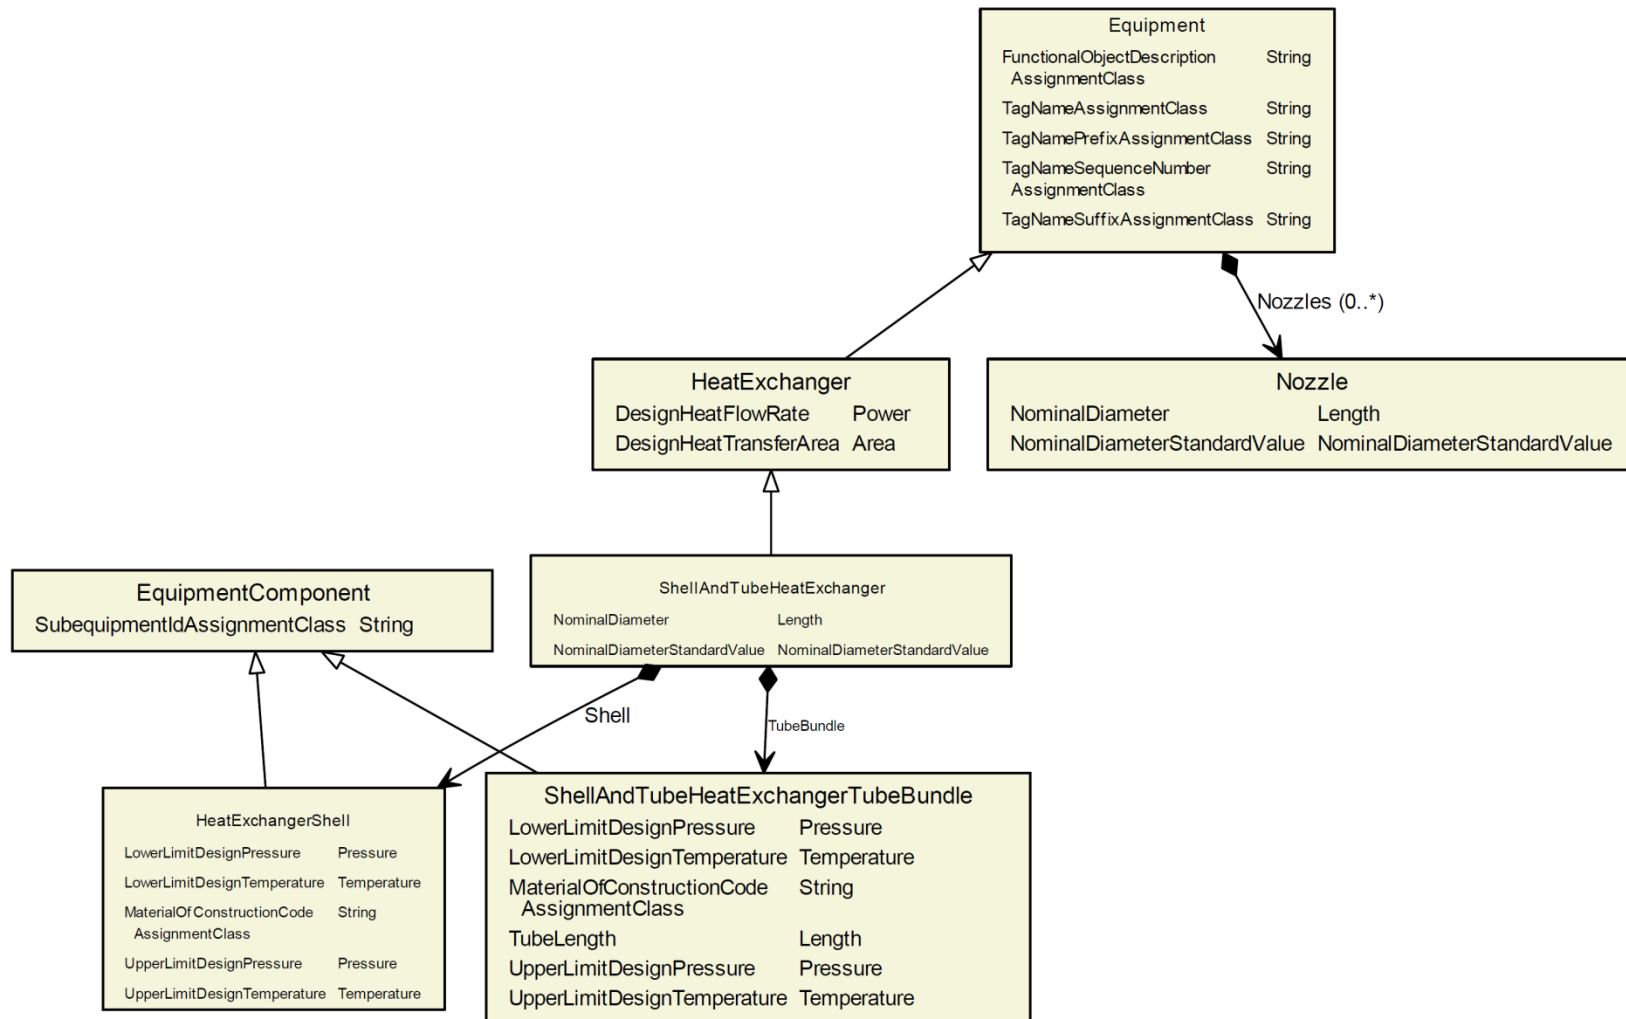 Equipment
FunctionalObjectDescription String
AssignmentClass
TagNameAssignmentClass String
TagNamePrefixAssignmentClass String
TagNameSequenceNumber String
AssignmentClass
TagNameSuffixAssignmentClass String
Nozzles (0..*)
HeatExchanger
DesignHeatFlowRate Power
DesignHeatTransferArea Area
Nozzle
NominalDiameter Length
NominalDiameterStandardValue NominalDiameterStandardValue
EquipmentComponent
SubequipmentIdAssignmentClass String
ShellAndTubeHeatExchanger
NominalDiameter Length
NominalDiameterStandardValue NominalDiameterStandardValue
Shell
TubeBundle
HeatExchangerShell
LowerLimitDesignPressure Pressure
LowerLimitDesignTemperature Temperature
MaterialOfConstructionCode String
AssignmentClass
UpperLimitDesignPressure Pressure
UpperLimitDesignTemperature Temperature
ShellAndTubeHeatExchangerTubeBundle
LowerLimitDesignPressure Pressure
LowerLimitDesignTemperature Temperature
MaterialOfConstructionCode String
AssignmentClass
TubeLength Length
UpperLimitDesignPressure Pressure
UpperLimitDesignTemperature Temperature